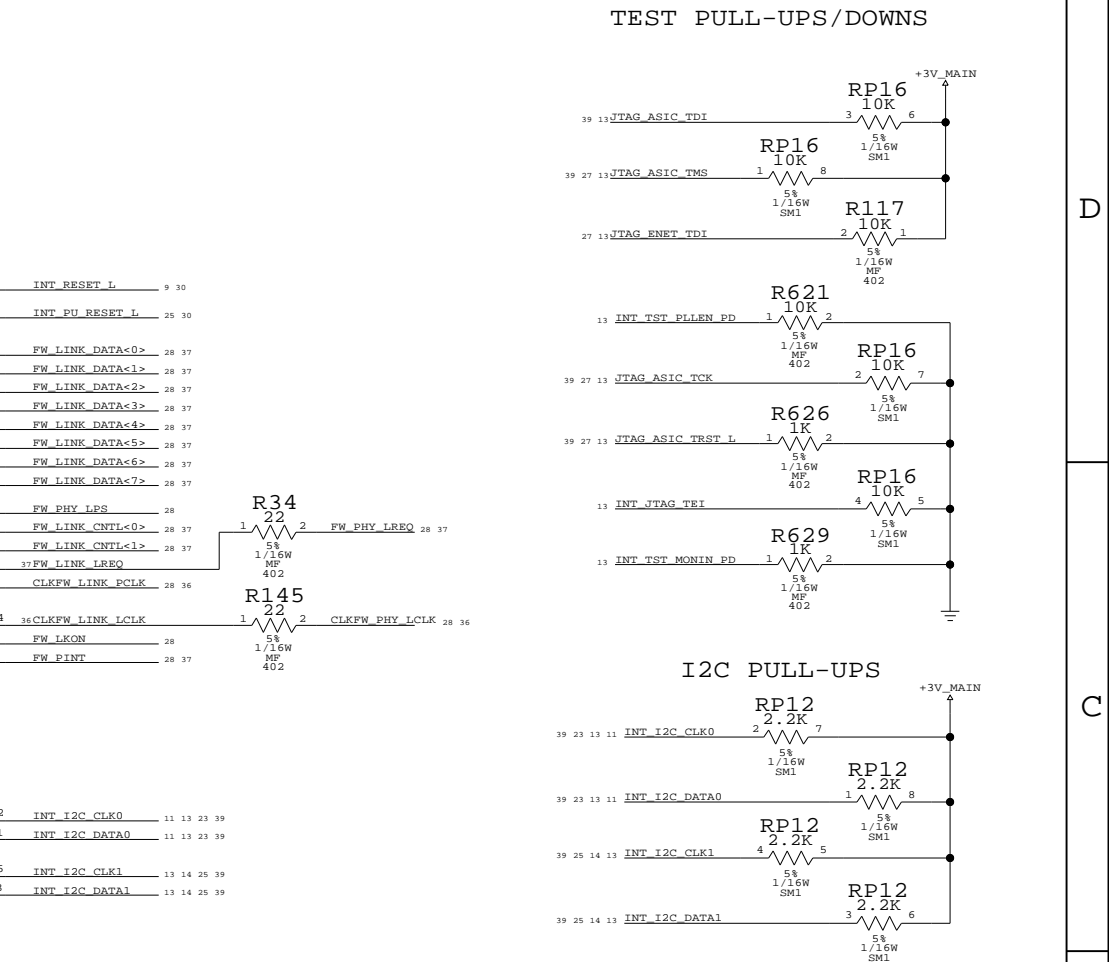 TEST PULL-UPS/DOWNS
+3V_MAIN
RP16
10K
39 13 JTAG_ASIC_TDI
3 6
5%
1/16W
SM1
RP16
10K
39 27 13 JTAG_ASIC_TMS
1 8
5%
1/16W
SM1
D
R117
10K
27 13 JTAG_ENET_TDI
2 1
5%
1/16W
MF
402
R621
10K
13 INT_TST_PLLEN_PD
1 2
5%
1/16W
MF
402
RP16
10K
39 27 13 JTAG_ASIC_TCK
2 7
5%
1/16W
SM1
R626
1K
39 27 13 JTAG_ASIC_TRST_L
1 2
5%
1/16W
MF
402
RP16
10K
13 INT_JTAG_TEI
4 5
5%
1/16W
SM1
R629
1K
13 INT_TST_MONIN_PD
1 2
5%
1/16W
MF
402
INT_RESET_L 9 30
INT_PU_RESET_L 25 30
FW_LINK_DATA<0> 28 37
FW_LINK_DATA<1> 28 37
FW_LINK_DATA<2> 28 37
FW_LINK_DATA<3> 28 37
FW_LINK_DATA<4> 28 37
FW_LINK_DATA<5> 28 37
FW_LINK_DATA<6> 28 37
FW_LINK_DATA<7> 28 37
FW_PHY_LPS 28
FW_LINK_CNTL<0> 28 37
FW_LINK_CNTL<1> 28 37
37 FW_LINK_LREQ
R34
22
1 2
FW_PHY_LREQ 28 37
5%
1/16W
MF
402
CLKFW_LINK_PCLK 28 36
4 36 CLKFW_LINK_LCLK
R145
22
1 2
CLKFW_PHY_LCLK 28 36
5%
1/16W
MF
402
FW_LKON 28
FW_PINT 28 37
I2C PULL-UPS
+3V_MAIN
C
RP12
2.2K
39 23 13 11 INT_I2C_CLK0
2 7
5%
1/16W
SM1
RP12
2.2K
39 23 13 11 INT_I2C_DATA0
1 8
5%
1/16W
SM1
RP12
2.2K
39 25 14 13 INT_I2C_CLK1
4 5
5%
1/16W
SM1
RP12
2.2K
39 25 14 13 INT_I2C_DATA1
3 6
5%
1/16W
SM1
INT_I2C_CLK0 11 13 23 39
INT_I2C_DATA0 11 13 23 39
INT_I2C_CLK1 13 14 25 39
INT_I2C_DATA1 13 14 25 39